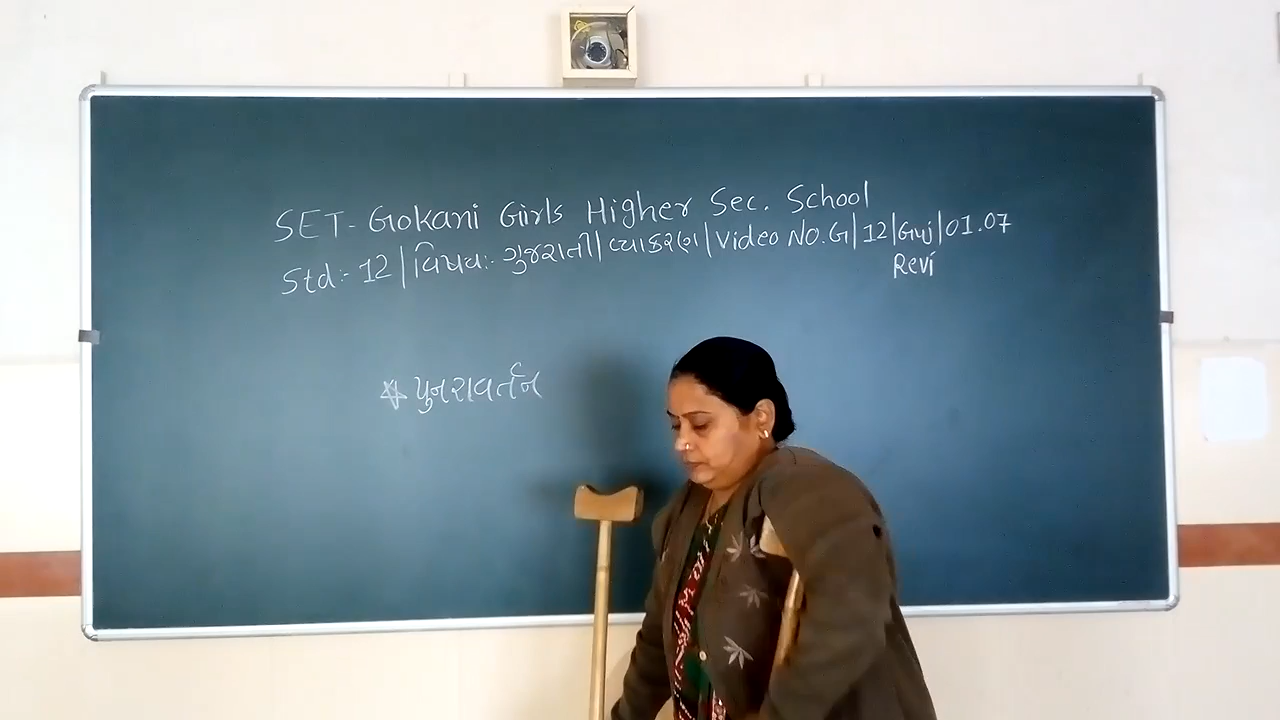 SET - Gokani Girls Higher Sec. School
Std:- 12 | વિષય:- ગુજરાતી | વ્યાકરણ | Video NO. G | 12 | Guj | 01.07
Revi
પુનરાવર્તન